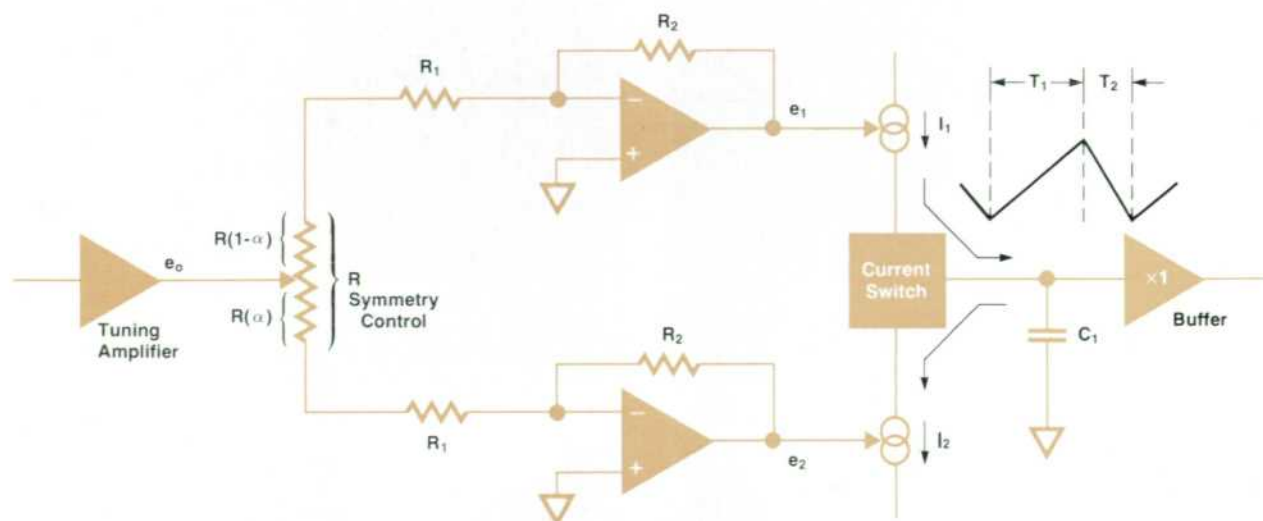 R₂
R₁
−
+
e₁
I₁
T₁
T₂
R(1-α)
e₀
R
Symmetry
Control
R(α)
Tuning
Amplifier
Current
Switch
×1
Buffer
C₁
R₂
R₁
−
+
e₂
I₂